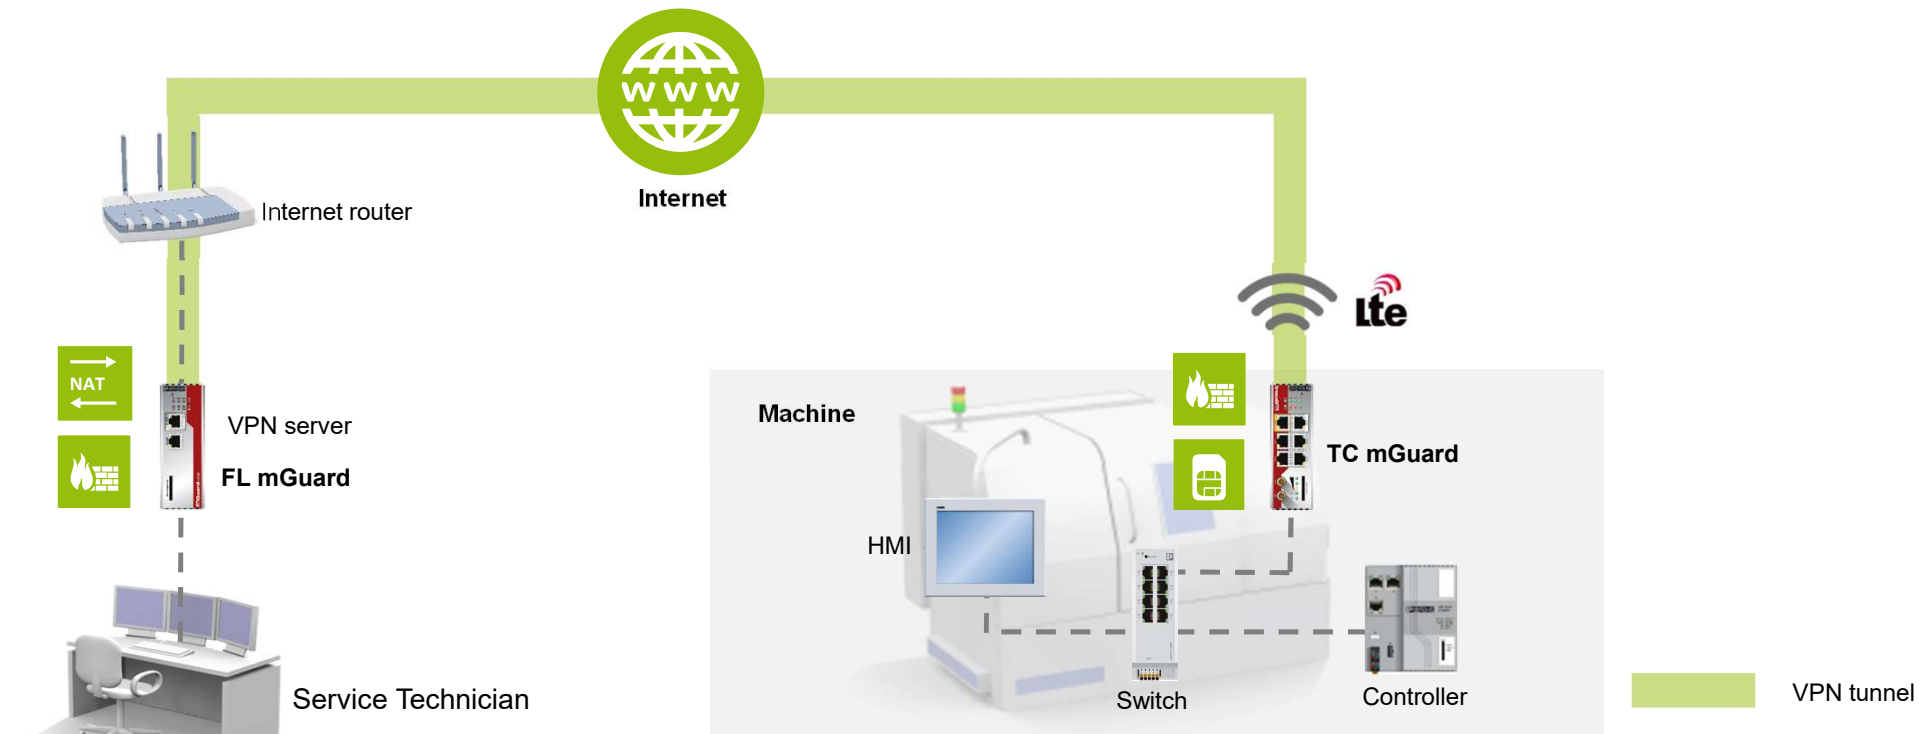 www
Internet
Internet router
Lte
NAT
VPN server
FL mGuard
Machine
TC mGuard
HMI
Switch
Controller
Service Technician
VPN tunnel